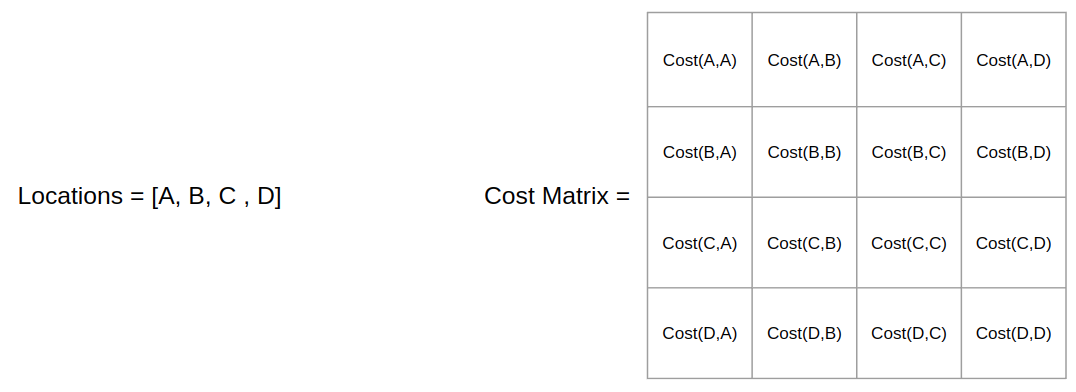 Cost(A,A) Cost(A,B) Cost(A,C) Cost(A,D)
Cost(B,A) Cost(B,B) Cost(B,C) Cost(B,D)
Locations = [A, B, C , D] Cost Matrix =
Cost(C,A) Cost(C,B) Cost(C,C) Cost(C,D)
Cost(D,A) Cost(D,B) Cost(D,C) Cost(D,D)